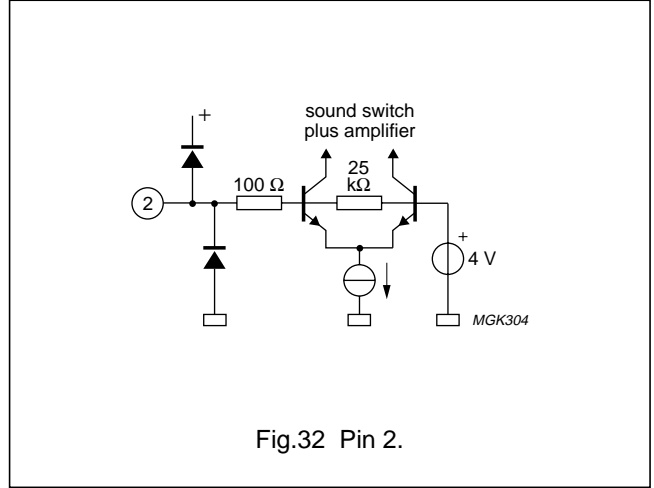 sound switch
plus amplifier
+
2
100 Ω
25
kΩ
+
4 V
MGK304
Fig.32 Pin 2.